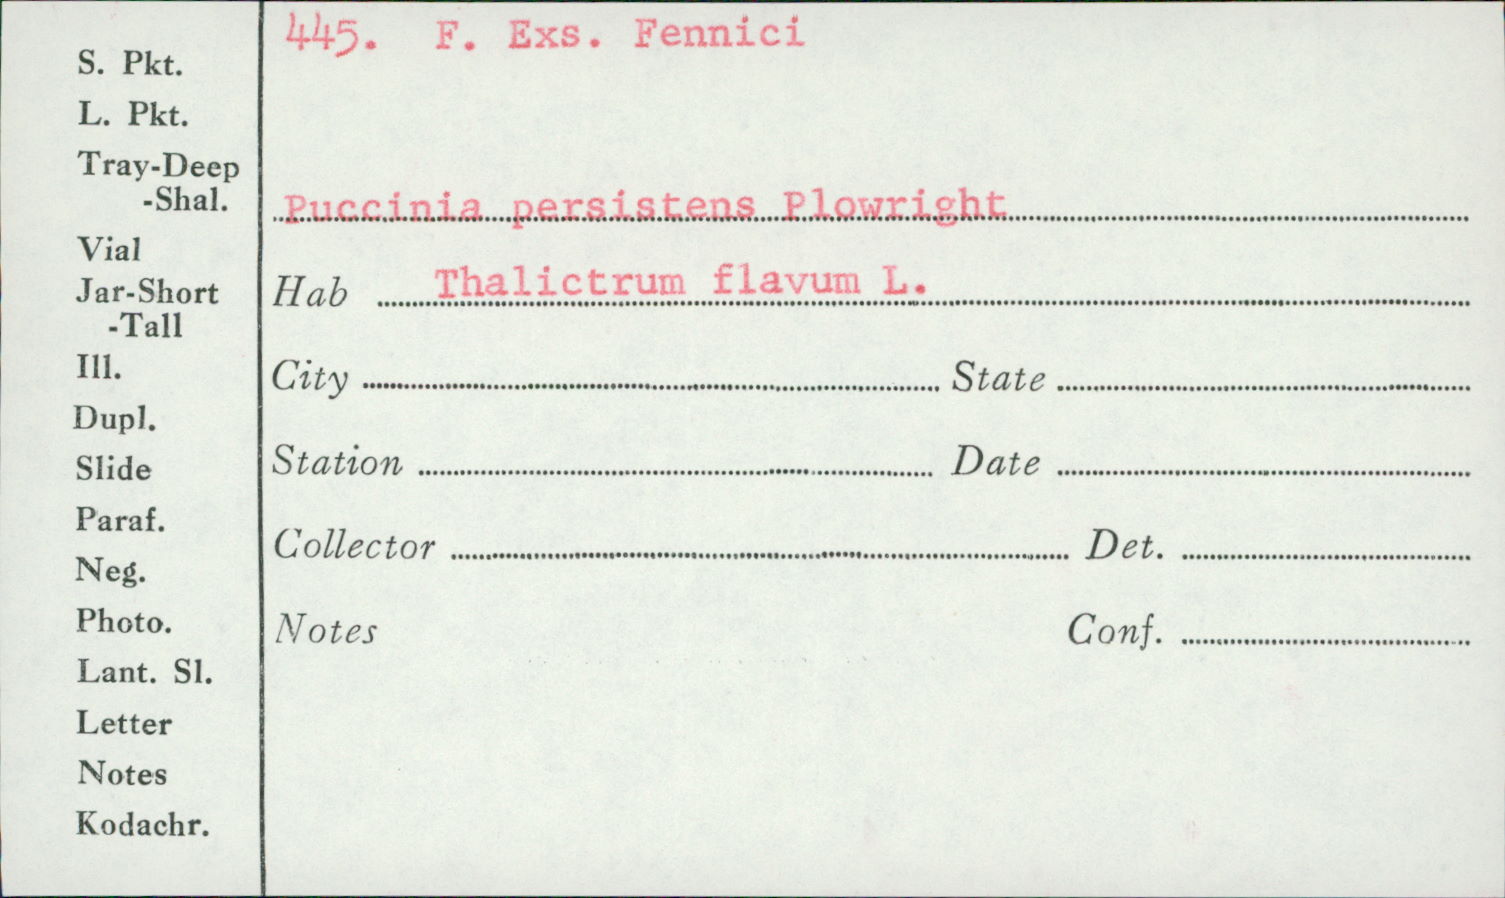 445. F. Exs. Fennici
S. Pkt.
L. Pkt.
Tray-Deep
-Shal.
Vial
Jar-Short
-Tall
Ill.
Dupl.
Slide
Paraf.
Neg.
Photo.
Lant. Sl.
Letter
Notes
Kodachr.
Puccinia persistens Plowright
Hab Thalictrum flavum L.
City State
Station Date
Collector Det.
Notes Conf.